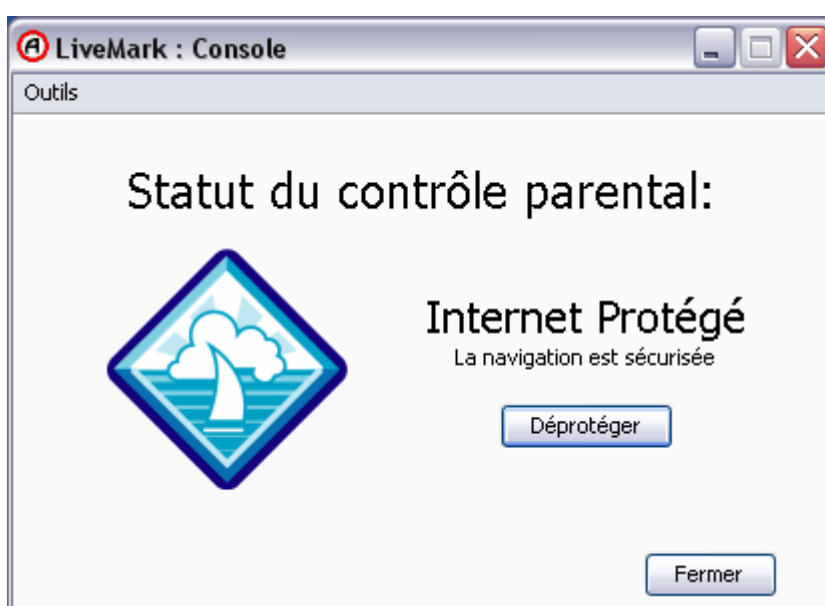 LiveMark : Console
Outils
Statut du contrôle parental:
Internet Protégé
La navigation est sécurisée
Déprotéger
Fermer